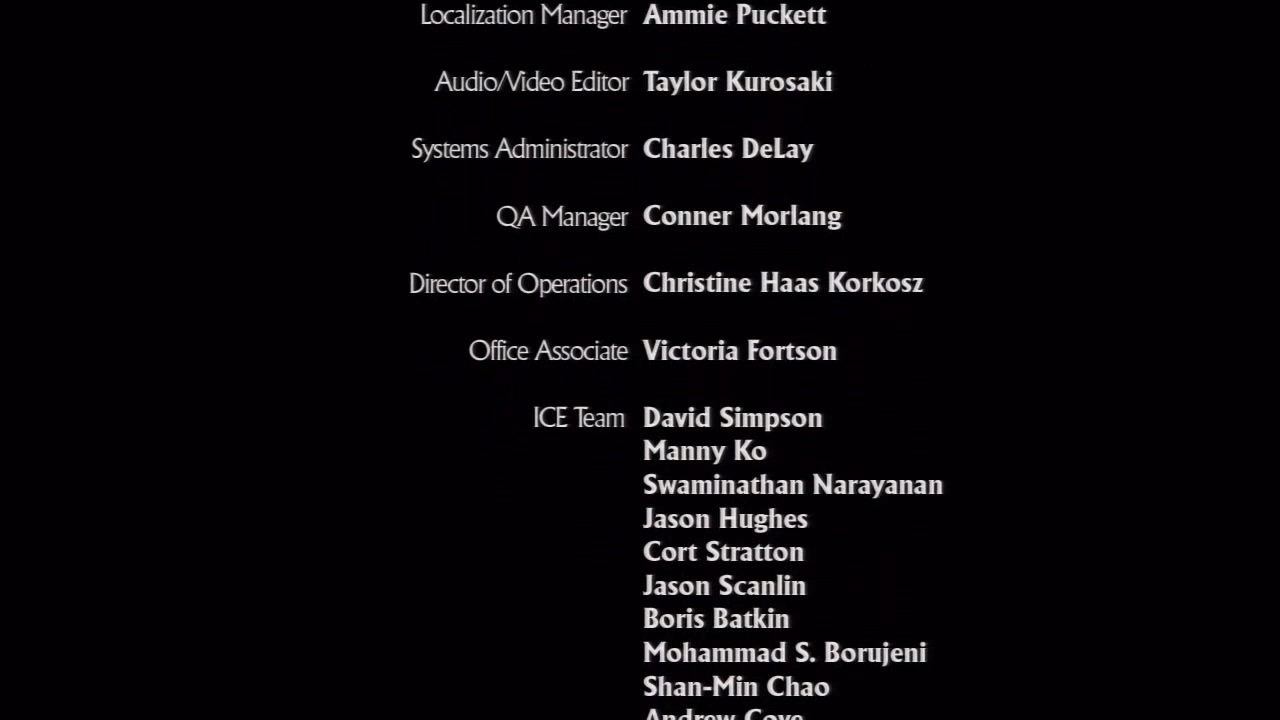 Localization Manager Ammie Puckett
Audio/Video Editor Taylor Kurosaki
Systems Administrator Charles DeLay
QA Manager Conner Morlang
Director of Operations Christine Haas Korkosz
Office Associate Victoria Fortson
ICE Team David Simpson
Manny Ko
Swaminathan Narayanan
Jason Hughes
Cort Stratton
Jason Scanlin
Boris Batkin
Mohammad S. Borujeni
Shan-Min Chao
Andrew